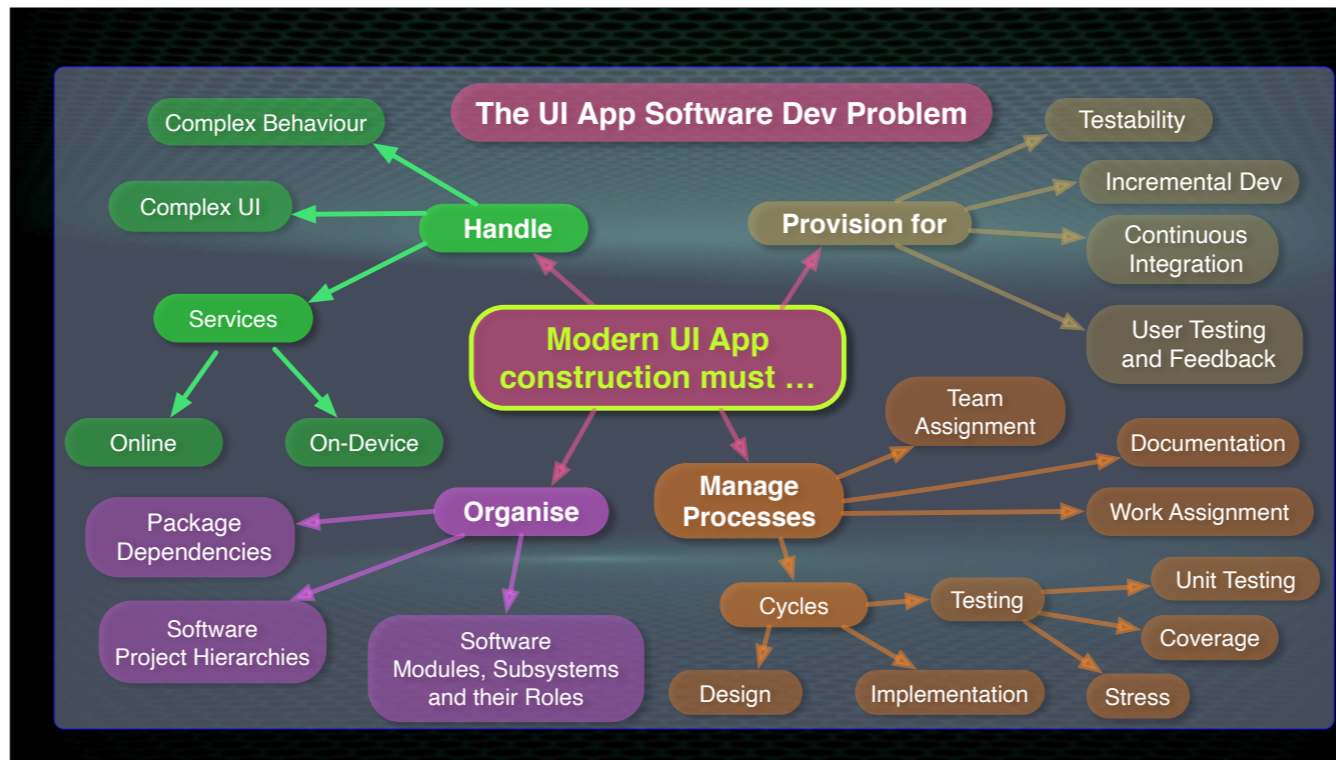 The UI App Software Dev Problem
Complex Behaviour
Complex UI
Handle
Services
Online
On-Device
Provision for
Testability
Incremental Dev
Continuous
Integration
User Testing
and Feedback
Modern UI App
construction must ...
Organise
Package
Dependencies
Software
Project Hierarchies
Software
Modules, Subsystems
and their Roles
Manage
Processes
Team
Assignment
Documentation
Work Assignment
Cycles
Testing
Unit Testing
Coverage
Stress
Design
Implementation